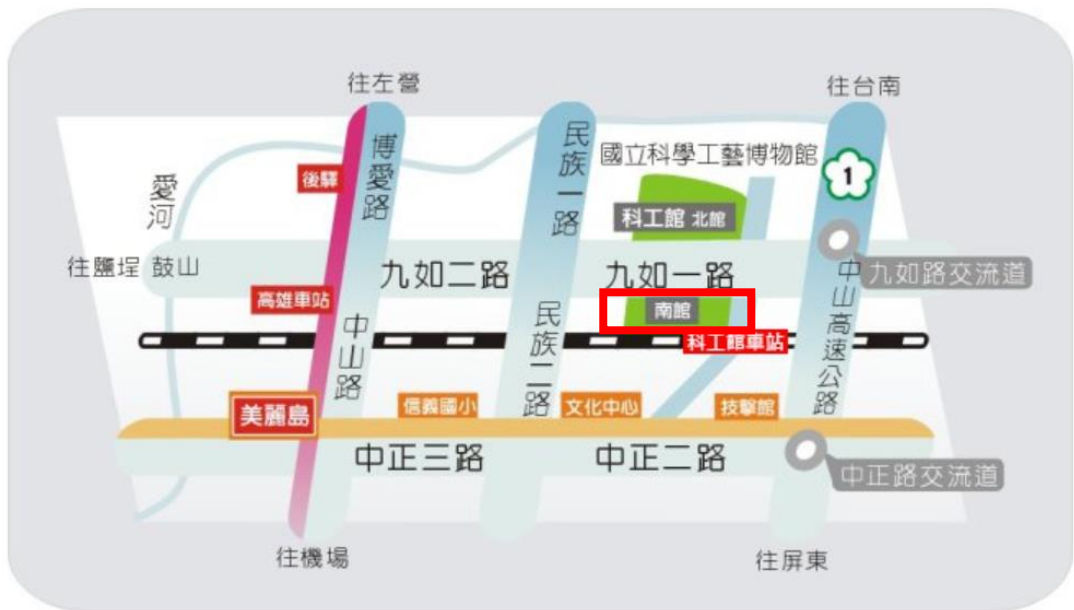 往左營
往台南
博愛路
民族一路
國立科學工藝博物館
1
後驛
愛河
科工館 北館
往鹽埕 鼓山
九如二路
九如一路
九如路交流道
高雄車站
南館
中山路
民族二路
中山高速公路
科工館車站
美麗島
信義國小
文化中心
技擊館
中正三路
中正二路
中正路交流道
往機場
往屏東